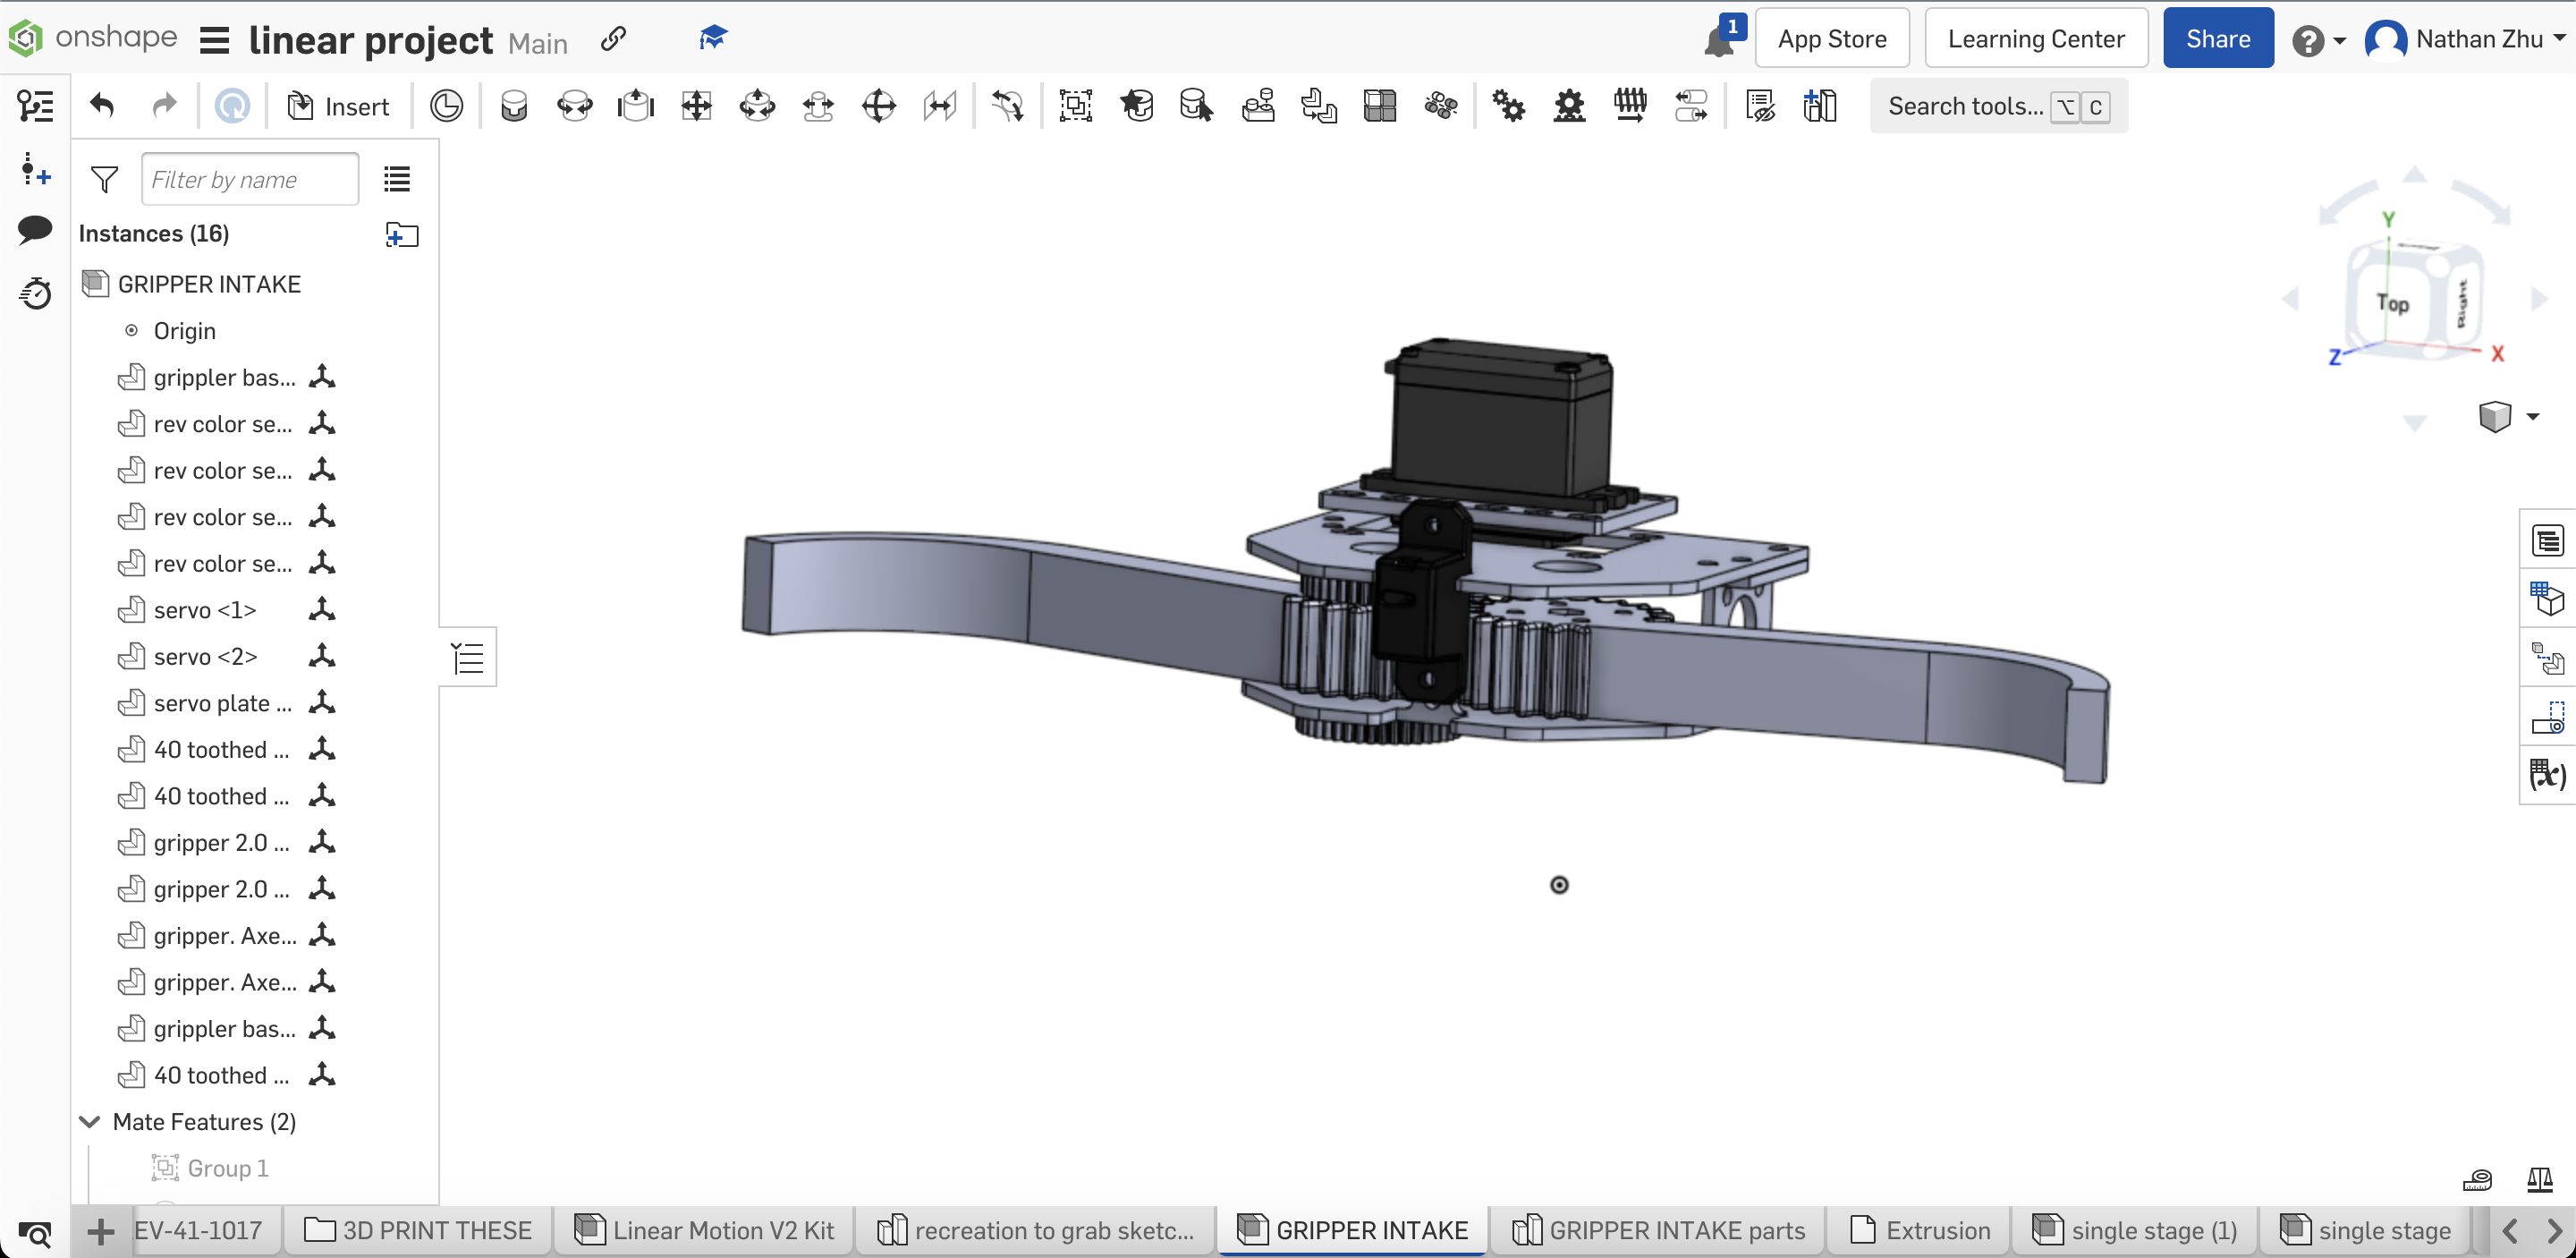 onshape linear project Main 1 App Store Learning Center Share ? Nathan Zhu
Insert Search tools... ⌥ C
Filter by name
Instances (16)
GRIPPER INTAKE
Origin
grippler bas...
rev color se...
rev color se...
rev color se...
rev color se...
servo <1>
servo <2>
servo plate ...
40 toothed ...
40 toothed ...
gripper 2.0 ...
gripper 2.0 ...
gripper. Axe...
gripper. Axe...
grippler bas...
40 toothed ...
Mate Features (2)
Group 1
Y
Top
Right
Z
X
(x)
EV-41-1017 3D PRINT THESE Linear Motion V2 Kit recreation to grab sketc... GRIPPER INTAKE GRIPPER INTAKE parts Extrusion single stage (1) single stage